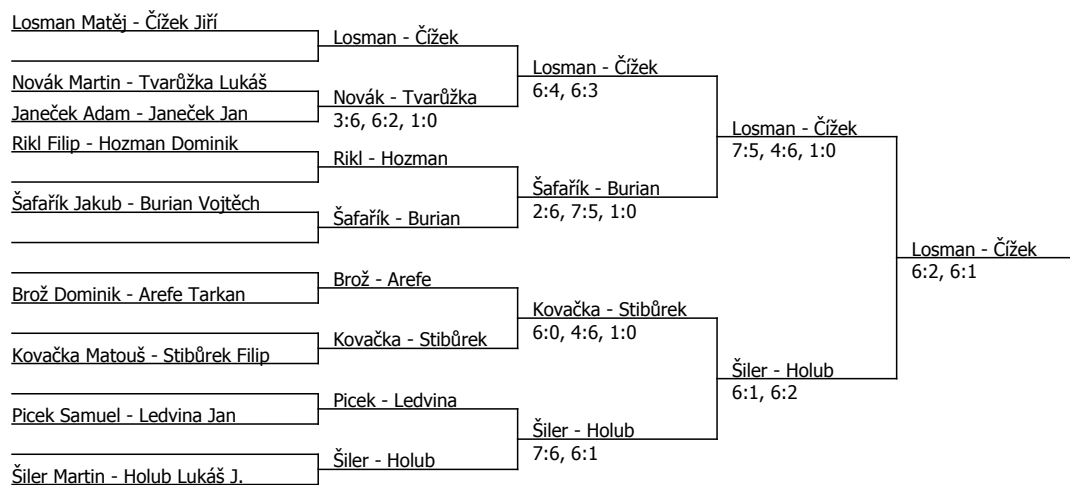 Losman Matěj - Čížek Jiří
Novák Martin - Tvarůžka Lukáš
Janeček Adam - Janeček Jan
Rikl Filip - Hozman Dominik
Šafařík Jakub - Burian Vojtěch
Brož Dominik - Arefe Tarkan
Kovačka Matouš - Stibůrek Filip
Picek Samuel - Ledvina Jan
Šiler Martin - Holub Lukáš J.
Losman - Čížek
Novák - Tvarůžka
3:6, 6:2, 1:0
Rikl - Hozman
Šafařík - Burian
Brož - Arefe
Kovačka - Stibůrek
Picek - Ledvina
Šiler - Holub
Losman - Čížek
6:4, 6:3
Šafařík - Burian
2:6, 7:5, 1:0
Kovačka - Stibůrek
6:0, 4:6, 1:0
Šiler - Holub
7:6, 6:1
Losman - Čížek
7:5, 4:6, 1:0
Šiler - Holub
6:1, 6:2
Losman - Čížek
6:2, 6:1